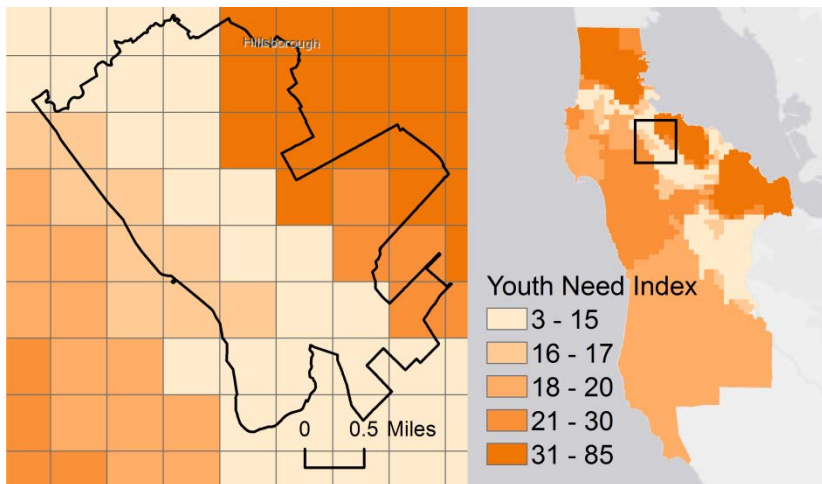 Hillsborough
0 0.5 Miles
Youth Need Index
3 - 15
16 - 17
18 - 20
21 - 30
31 - 85